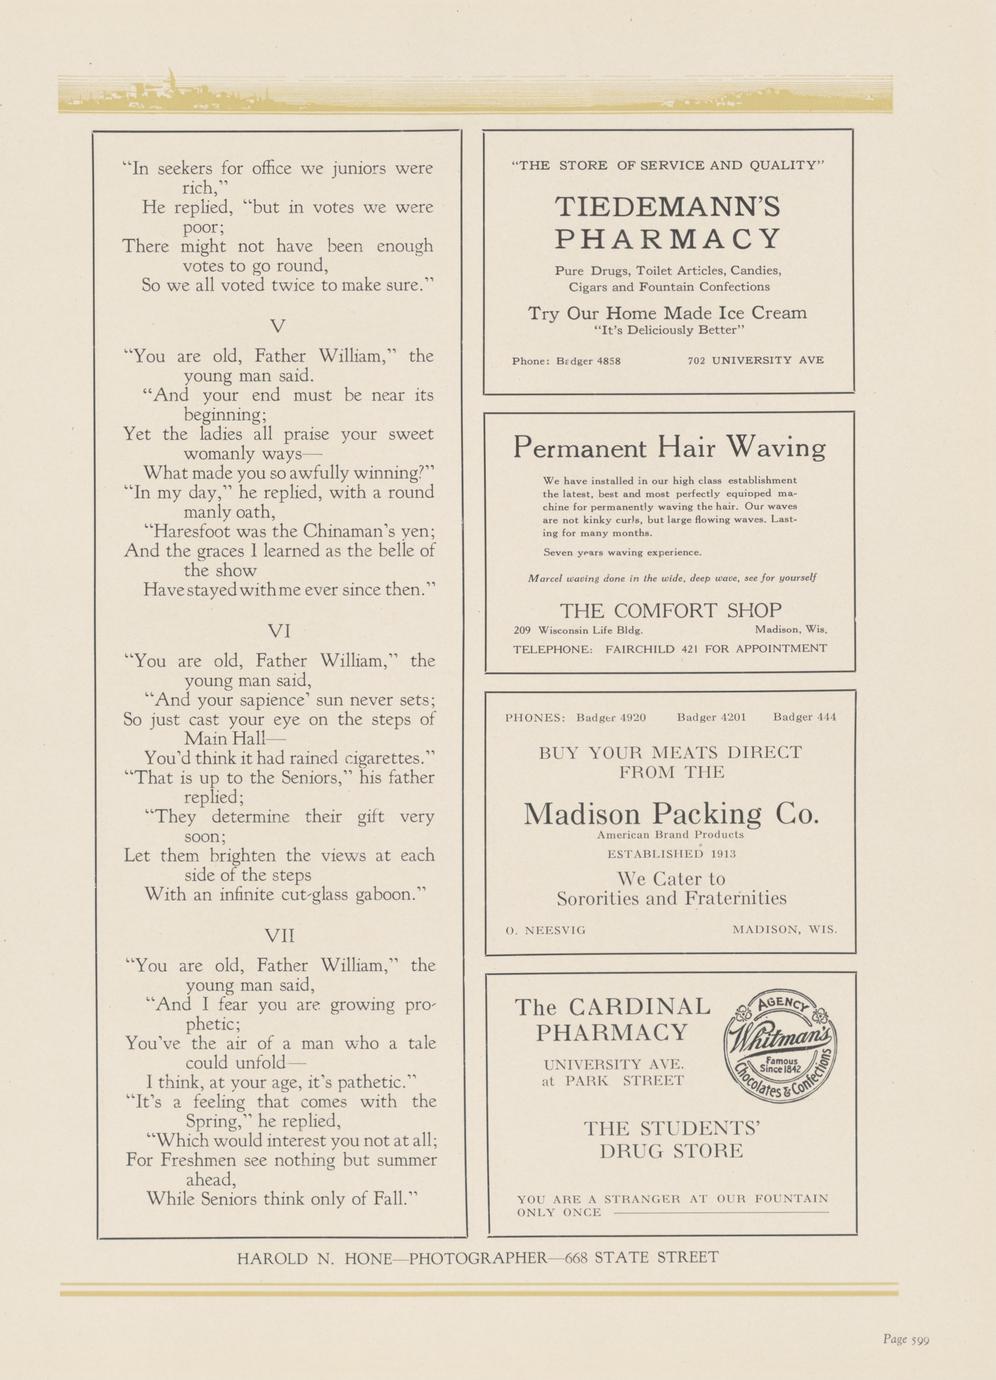 “In seekers for office we juniors were
rich,”
He replied, “but in votes we were
poor;
There might not have been enough
votes to go round,
So we all voted twice to make sure.”
V
“You are old, Father William,” the
young man said.
“And your end must be near its
beginning;
Yet the ladies all praise your sweet
womanly ways—
What made you so awfully winning?”
“In my day,” he replied, with a round
manly oath,
“Haresfoot was the Chinaman's yen;
And the graces I learned as the belle of
the show
Have stayed with me ever since then.”
VI
“You are old, Father William,” the
young man said,
“And your sapience' sun never sets;
So just cast your eye on the steps of
Main Hall—
You'd think it had rained cigarettes.”
“That is up to the Seniors,” his father
replied;
“They determine their gift very
soon;
Let them brighten the views at each
side of the steps
With an infinite cut-glass gaboon.”
VII
“You are old, Father William,” the
young man said,
“And I fear you are growing pro-
phetic;
You've the air of a man who a tale
could unfold—
I think, at your age, it's pathetic.”
“It's a feeling that comes with the
Spring,” he replied,
“Which would interest you not at all;
For Freshmen see nothing but summer
ahead,
While Seniors think only of Fall.”
“THE STORE OF SERVICE AND QUALITY”
TIEDEMANN'S
PHARMACY
Pure Drugs, Toilet Articles, Candies,
Cigars and Fountain Confections
Try Our Home Made Ice Cream
“It's Deliciously Better”
Phone: Badger 4858 702 UNIVERSITY AVE
Permanent Hair Waving
We have installed in our high class establishment
the latest, best and most perfectly equipped ma-
chine for permanently waving the hair. Our waves
are not kinky curls, but large flowing waves. Last-
ing for many months.
Seven years waving experience.
Marcel waving done in the wide, deep wave, see for yourself
THE COMFORT SHOP
209 Wisconsin Life Bldg. Madison, Wis.
TELEPHONE: FAIRCHILD 421 FOR APPOINTMENT
PHONES: Badger 4920 Badger 4201 Badger 444
BUY YOUR MEATS DIRECT
FROM THE
Madison Packing Co.
American Brand Products
ESTABLISHED 1913
We Cater to
Sororities and Fraternities
O. NEESVIG MADISON, WIS.
The CARDINAL
PHARMACY
UNIVERSITY AVE.
at PARK STREET
AGENCY
Whitman's
Famous
Since 1842
Chocolates & Confections
THE STUDENTS'
DRUG STORE
YOU ARE A STRANGER AT OUR FOUNTAIN
ONLY ONCE
HAROLD N. HONE—PHOTOGRAPHER—668 STATE STREET
Page 599